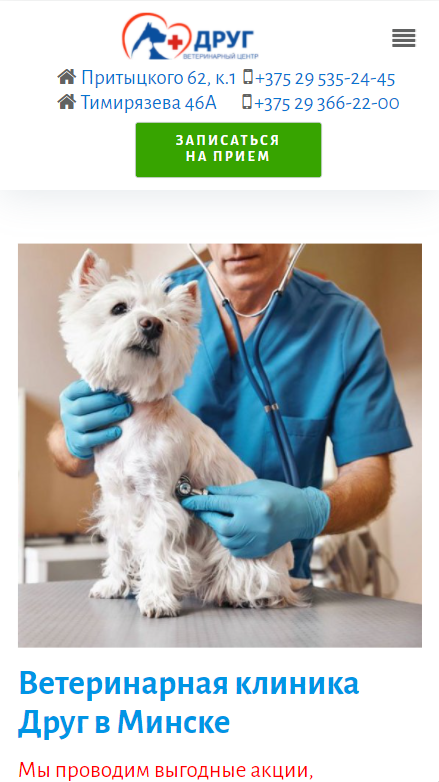 ДРУГ
ВЕТЕРИНАРНЫЙ ЦЕНТР
Притыцкого 62, к.1 +375 29 535-24-45
Тимирязева 46А +375 29 366-22-00
ЗАПИСАТЬСЯ
НА ПРИЕМ
Ветеринарная клиника
Друг в Минске
Мы проводим выгодные акции,